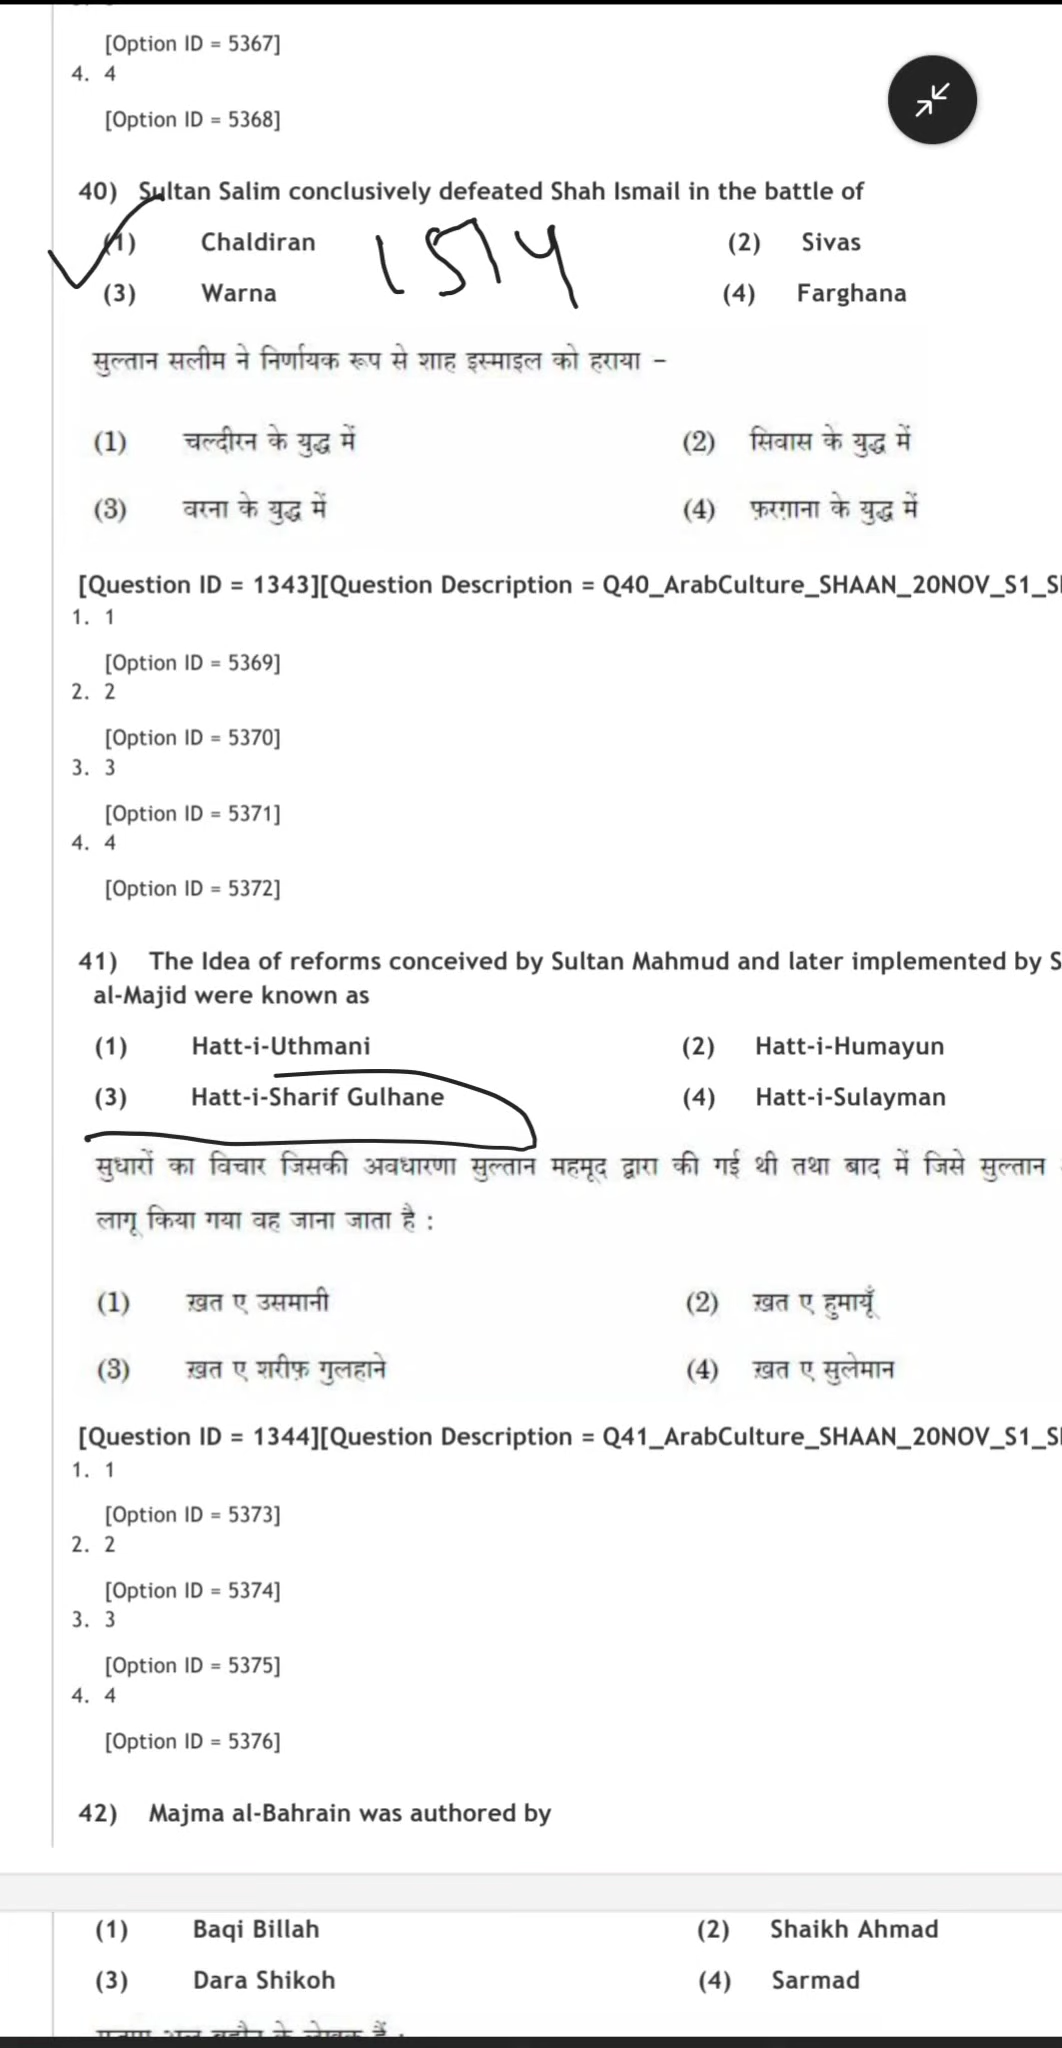 [Option ID = 5367]
4. 4
[Option ID = 5368]
40) Sultan Salim conclusively defeated Shah Ismail in the battle of
(1) Chaldiran (2) Sivas
1514
(3) Warna (4) Farghana
सुल्तान सलीम ने निर्णायक रूप से शाह इस्माइल को हराया –
(1) चल्दीरन के युद्ध में (2) सिवास के युद्ध में
(3) वरना के युद्ध में (4) फ़रग़ाना के युद्ध में
[Question ID = 1343][Question Description = Q40_ArabCulture_SHAAN_20NOV_S1_S
1. 1
[Option ID = 5369]
2. 2
[Option ID = 5370]
3. 3
[Option ID = 5371]
4. 4
[Option ID = 5372]
41) The Idea of reforms conceived by Sultan Mahmud and later implemented by S
al-Majid were known as
(1) Hatt-i-Uthmani (2) Hatt-i-Humayun
(3) Hatt-i-Sharif Gulhane (4) Hatt-i-Sulayman
सुधारों का विचार जिसकी अवधारणा सुल्तान महमूद द्वारा की गई थी तथा बाद में जिसे सुल्तान
लागू किया गया वह जाना जाता है :
(1) ख़त ए उसमानी (2) ख़त ए हुमायूँ
(3) ख़त ए शरीफ़ गुलहाने (4) ख़त ए सुलेमान
[Question ID = 1344][Question Description = Q41_ArabCulture_SHAAN_20NOV_S1_S
1. 1
[Option ID = 5373]
2. 2
[Option ID = 5374]
3. 3
[Option ID = 5375]
4. 4
[Option ID = 5376]
42) Majma al-Bahrain was authored by
(1) Baqi Billah (2) Shaikh Ahmad
(3) Dara Shikoh (4) Sarmad